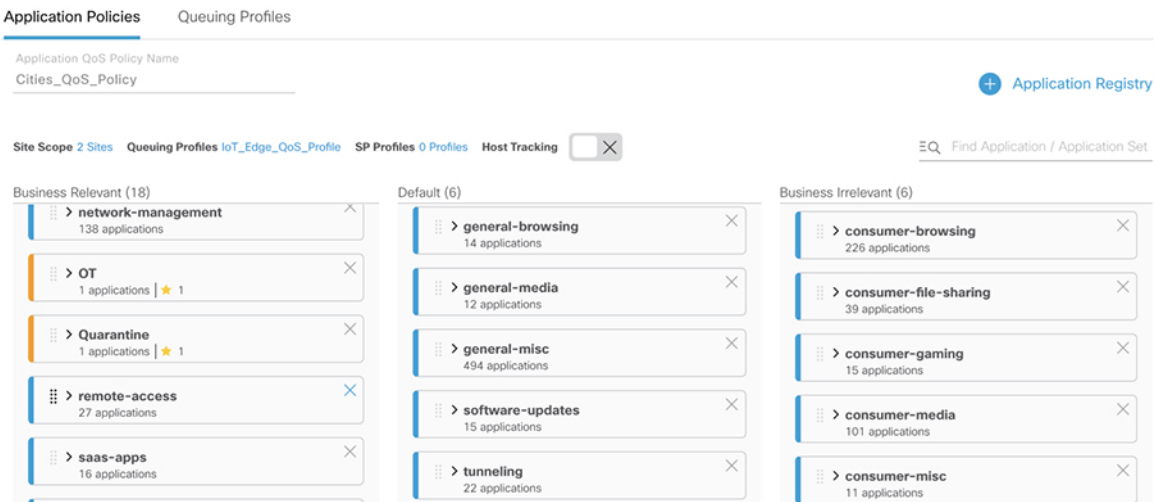 Application Policies
Queuing Profiles
Application QoS Policy Name
Cities_QoS_Policy
Application Registry
Site Scope 2 Sites Queuing Profiles IoT_Edge_QoS_Profile SP Profiles 0 Profiles Host Tracking
Find Application / Application Set
Business Relevant (18)
network-management
138 applications
OT
1 applications | ★ 1
Quarantine
1 applications | ★ 1
remote-access
27 applications
saas-apps
16 applications
Default (6)
general-browsing
14 applications
general-media
12 applications
general-misc
494 applications
software-updates
15 applications
tunneling
22 applications
Business Irrelevant (6)
consumer-browsing
226 applications
consumer-file-sharing
39 applications
consumer-gaming
15 applications
consumer-media
101 applications
consumer-misc
11 applications